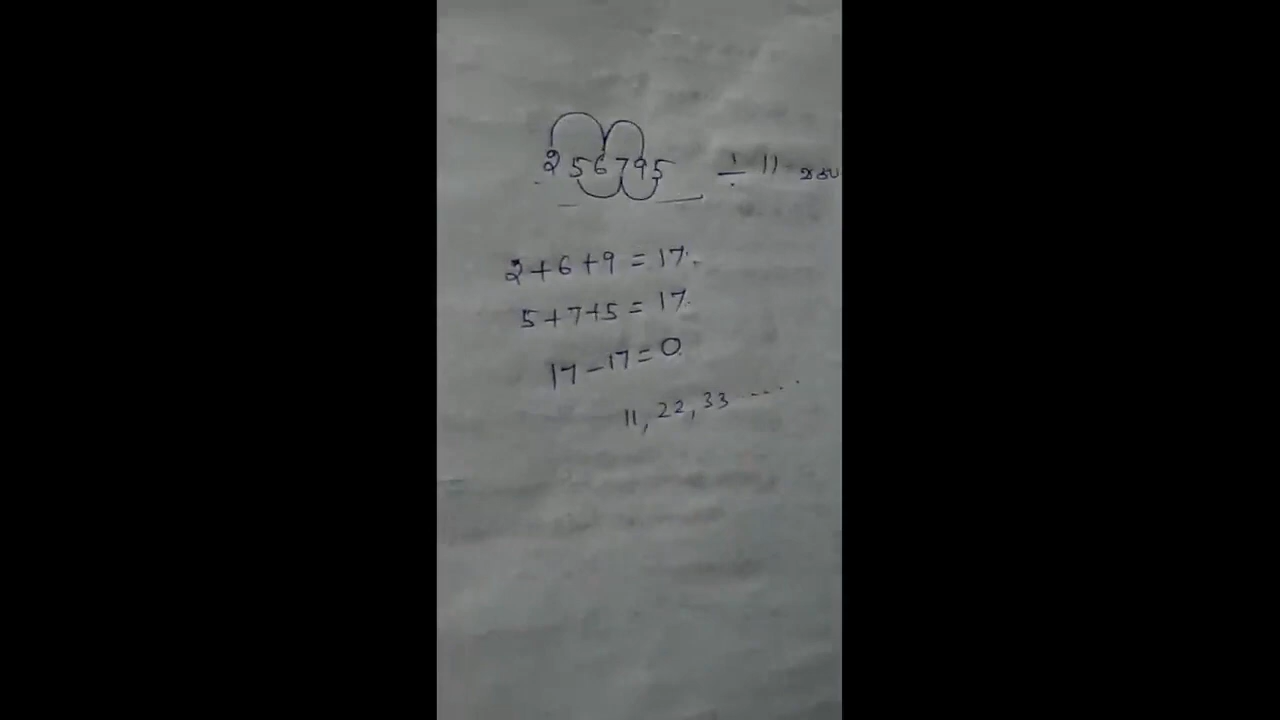 256795 ÷ 11
2+6+9=17.
5+7+5=17.
17-17=0.
11, 22, 33 .....